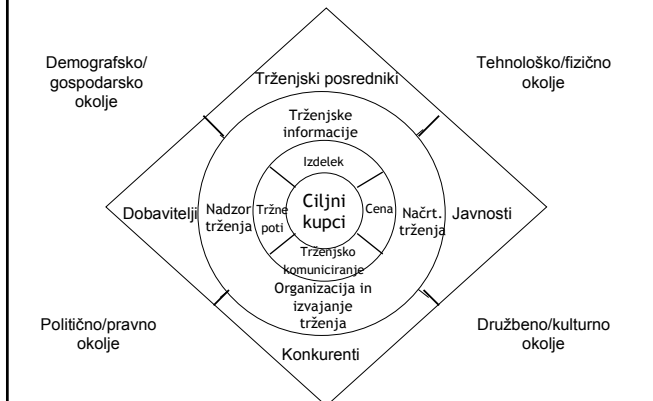 Demografsko/
gospodarsko
okolje
Tehnološko/fizično
okolje
Trženjski posredniki
Trženjske
informacije
Izdelek
Dobavitelji
Nadzor
trženja
Tržne
poti
Ciljni
kupci
Cena
Načrt.
trženja
Javnosti
Trženjsko
komuniciranje
Organizacija in
izvajanje
trženja
Politično/pravno
okolje
Družbeno/kulturno
okolje
Konkurenti